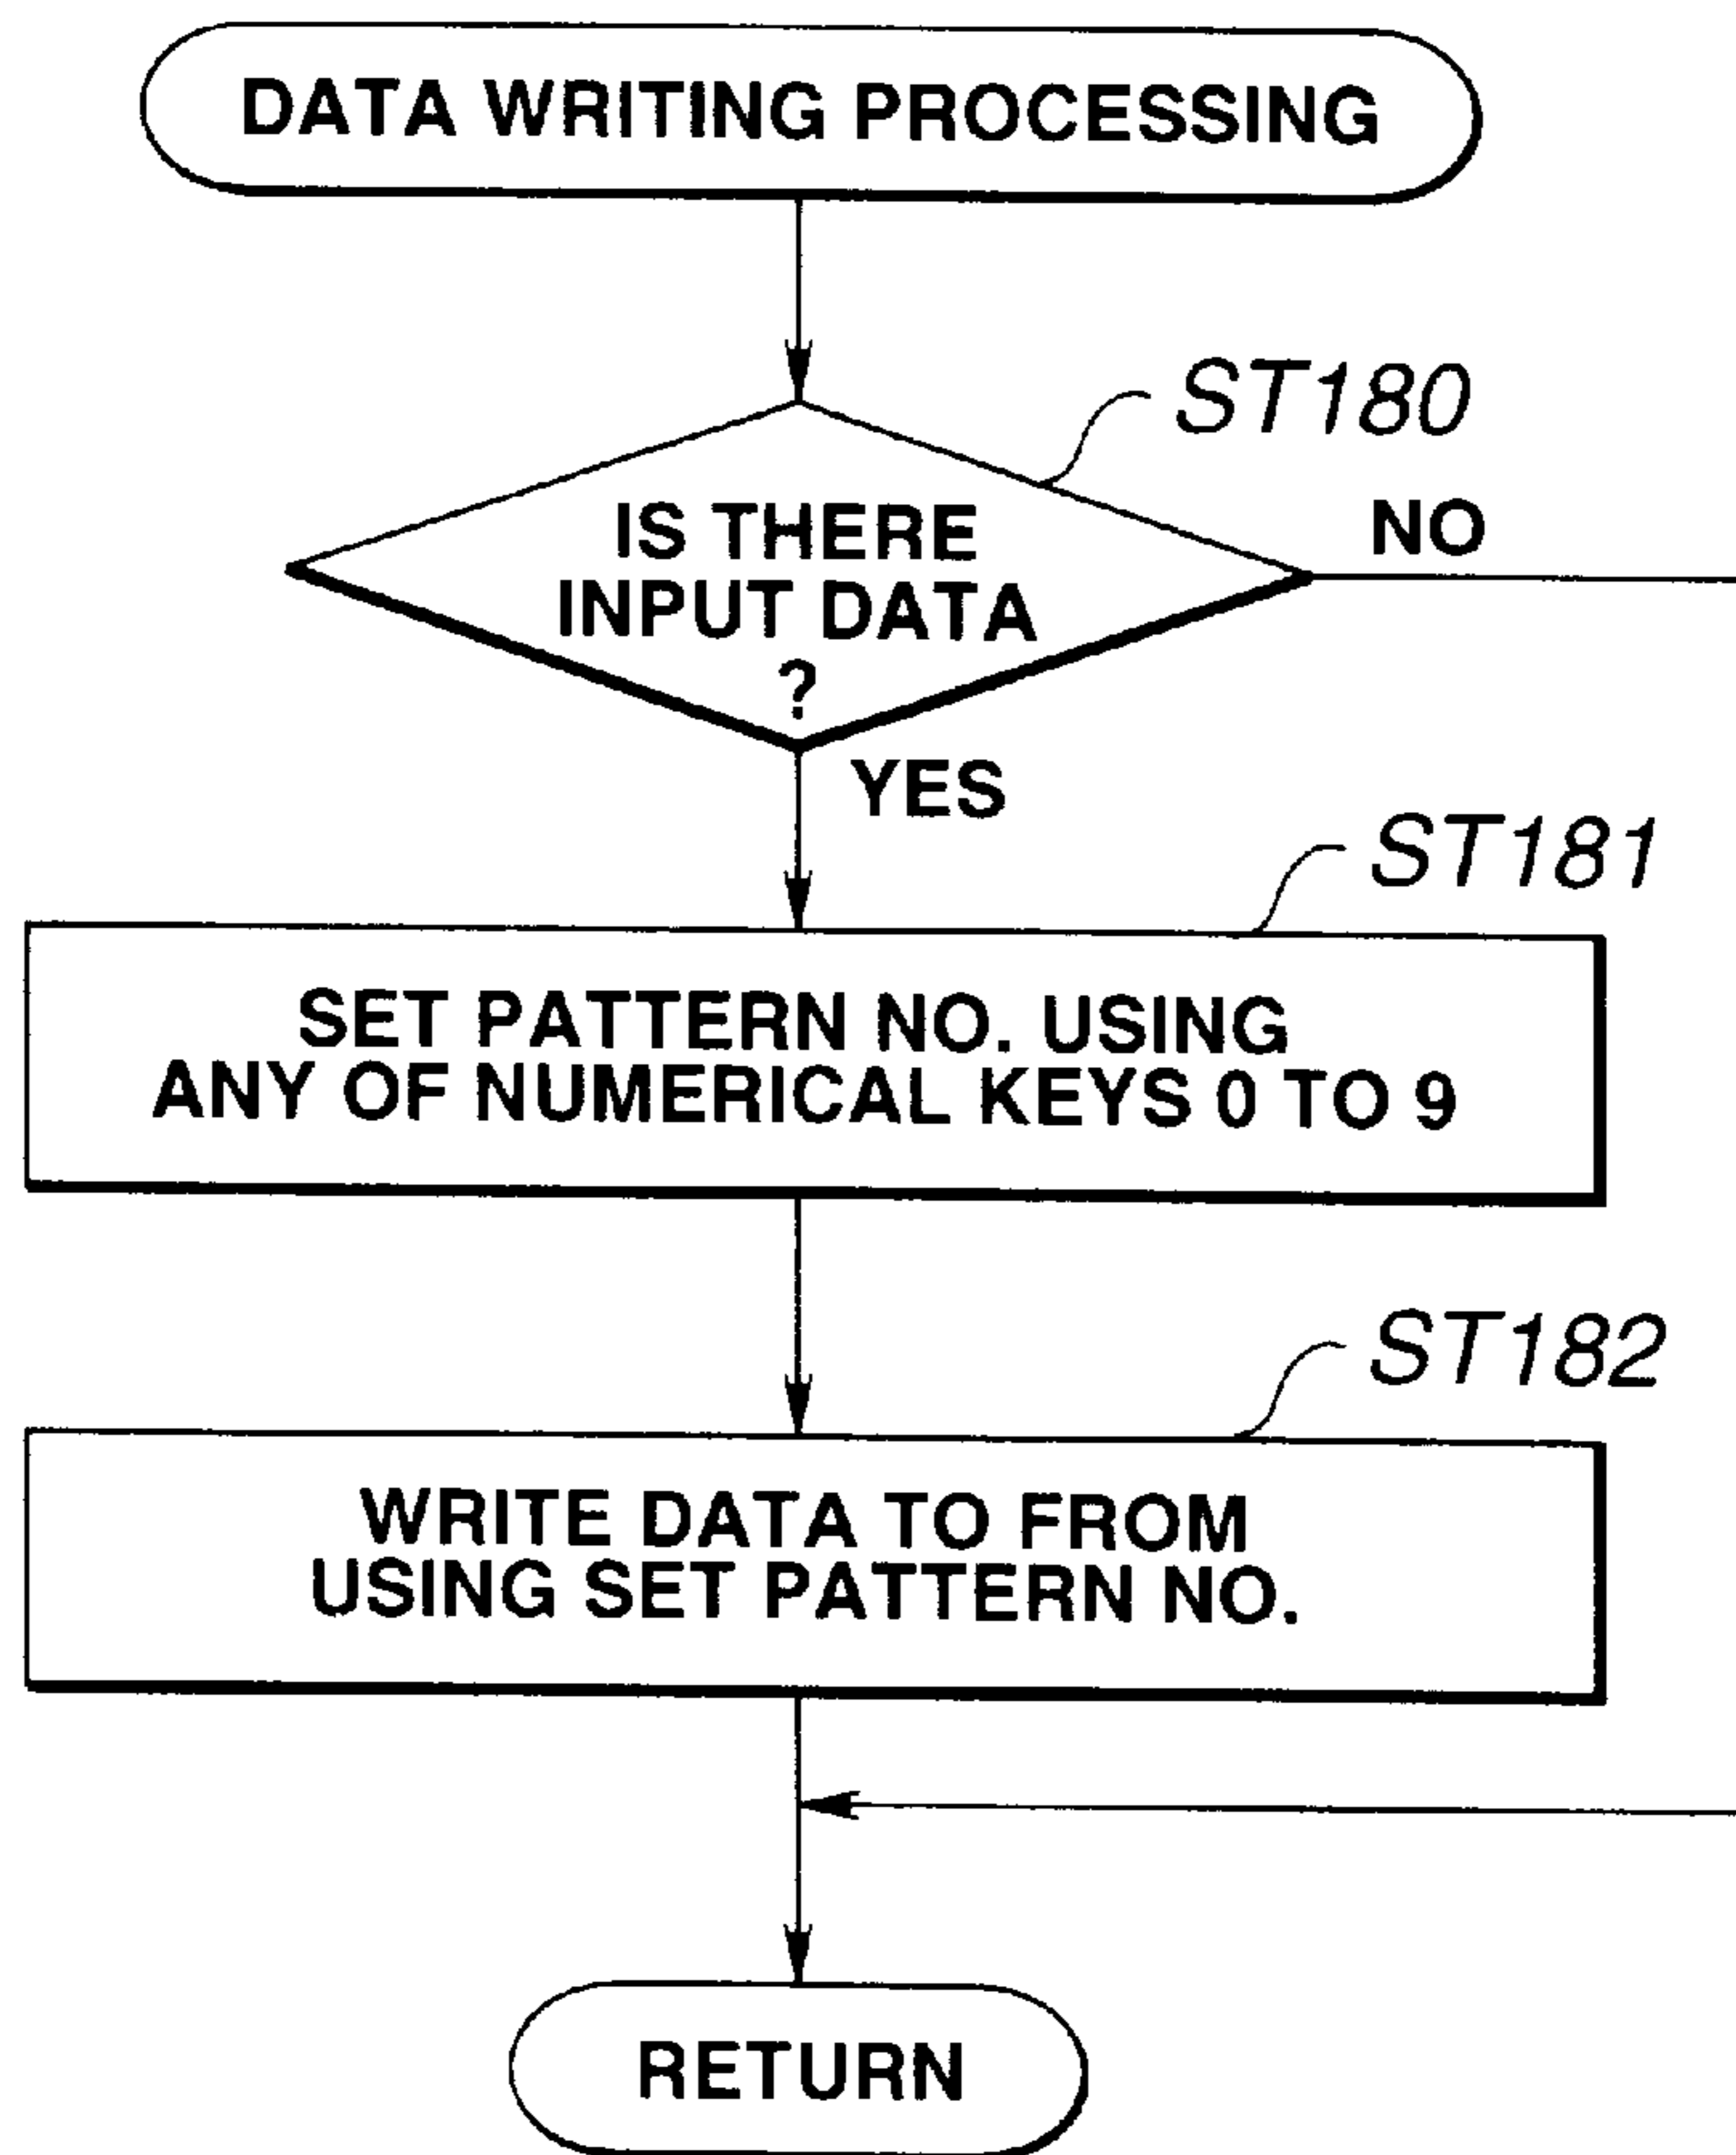 DATA WRITING PROCESSING
ST180
IS THERE
INPUT DATA
?
NO
YES
ST181
SET PATTERN NO. USING
ANY OF NUMERICAL KEYS 0 TO 9
ST182
WRITE DATA TO FROM
USING SET PATTERN NO.
RETURN